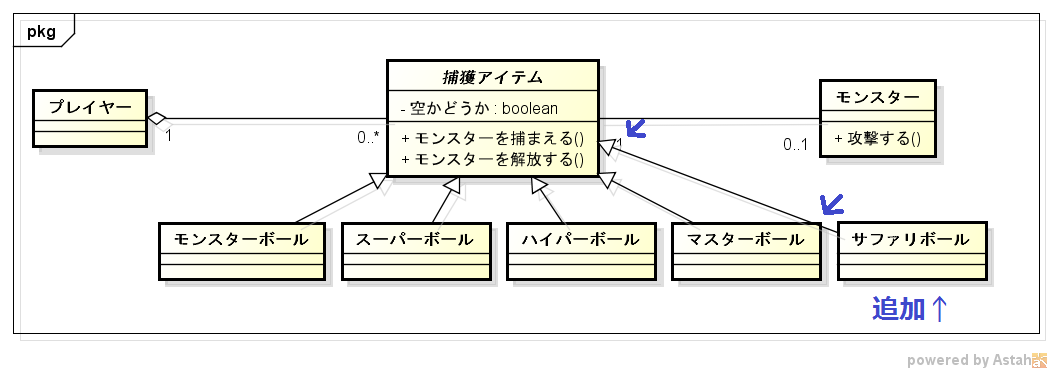 pkg
捕獲アイテム
プレイヤー
- 空かどうか : boolean
モンスター
1
0..*
+ モンスターを捕まえる()
+ モンスターを解放する()
1
0..1
+ 攻撃する()
モンスターボール
スーパーボール
ハイパーボール
マスターボール
サファリボール
追加↑
powered by Astah